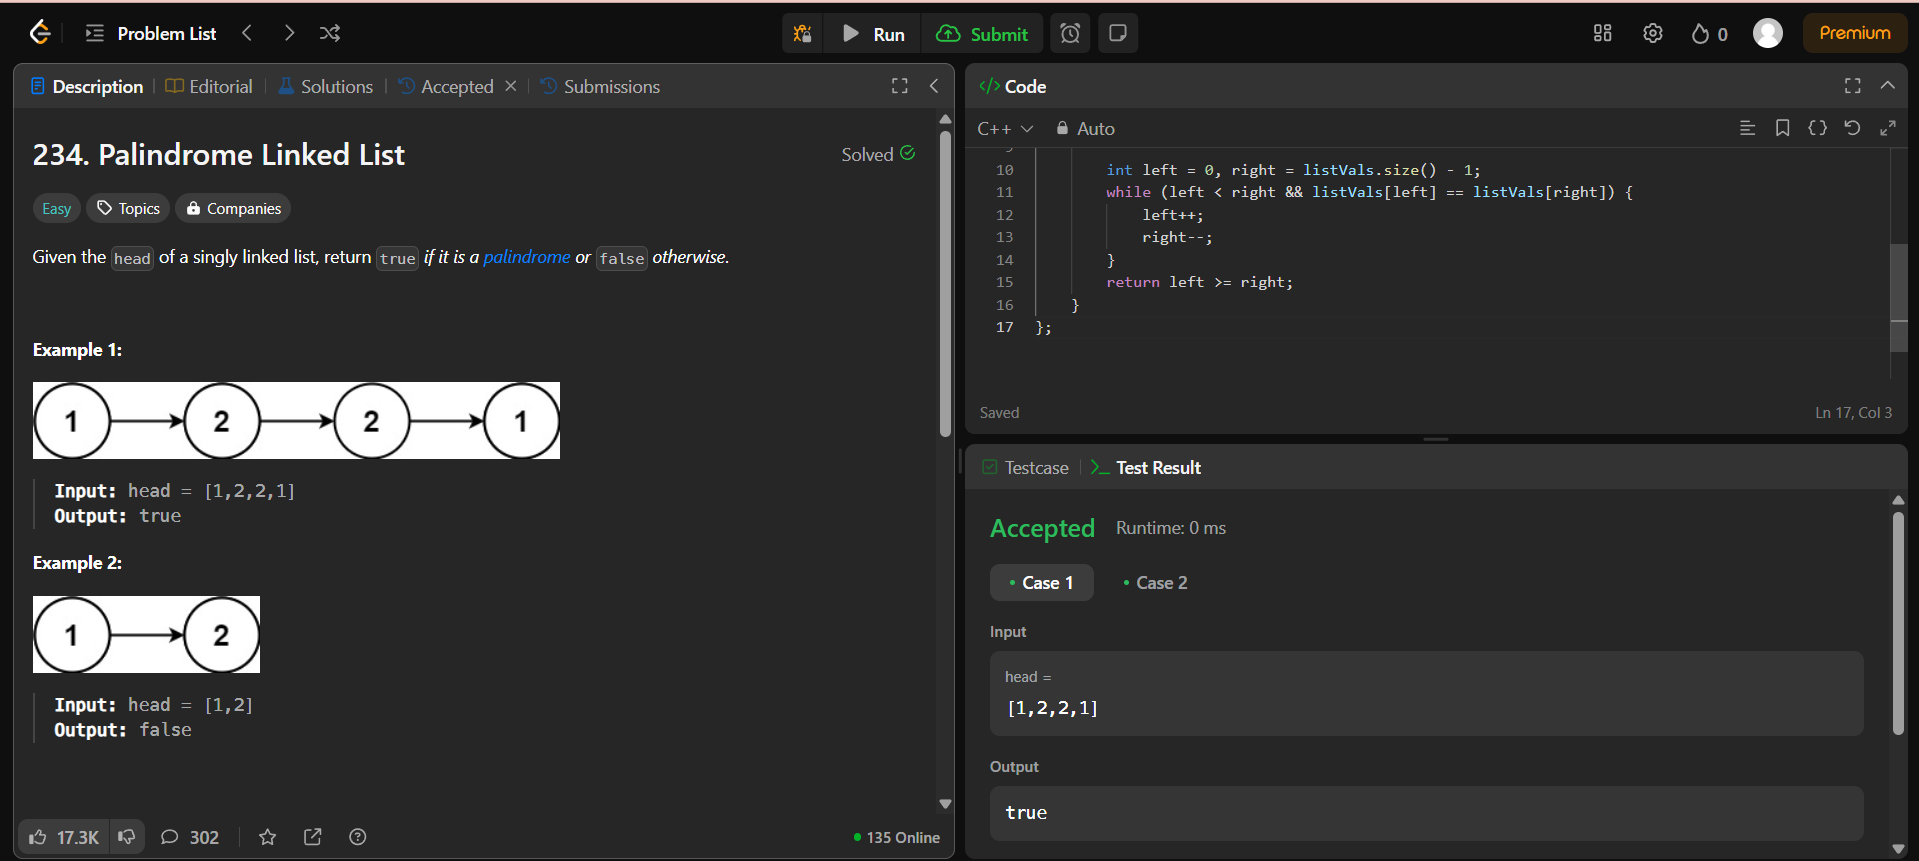 Problem List
Run
Submit
0
Premium
Description
Editorial
Solutions
Accepted
Submissions
234. Palindrome Linked List
Solved
Easy
Topics
Companies
Given the head of a singly linked list, return true if it is a palindrome or false otherwise.
Example 1:
1 2 2 1
Input: head = [1,2,2,1]
Output: true
Example 2:
1 2
Input: head = [1,2]
Output: false
17.3K
302
135 Online
</> Code
C++
Auto
10 int left = 0, right = listVals.size() - 1;
11 while (left < right && listVals[left] == listVals[right]) {
12 left++;
13 right--;
14 }
15 return left >= right;
16 }
17 };
Saved
Ln 17, Col 3
Testcase
Test Result
Accepted
Runtime: 0 ms
Case 1
Case 2
Input
head =
[1,2,2,1]
Output
true